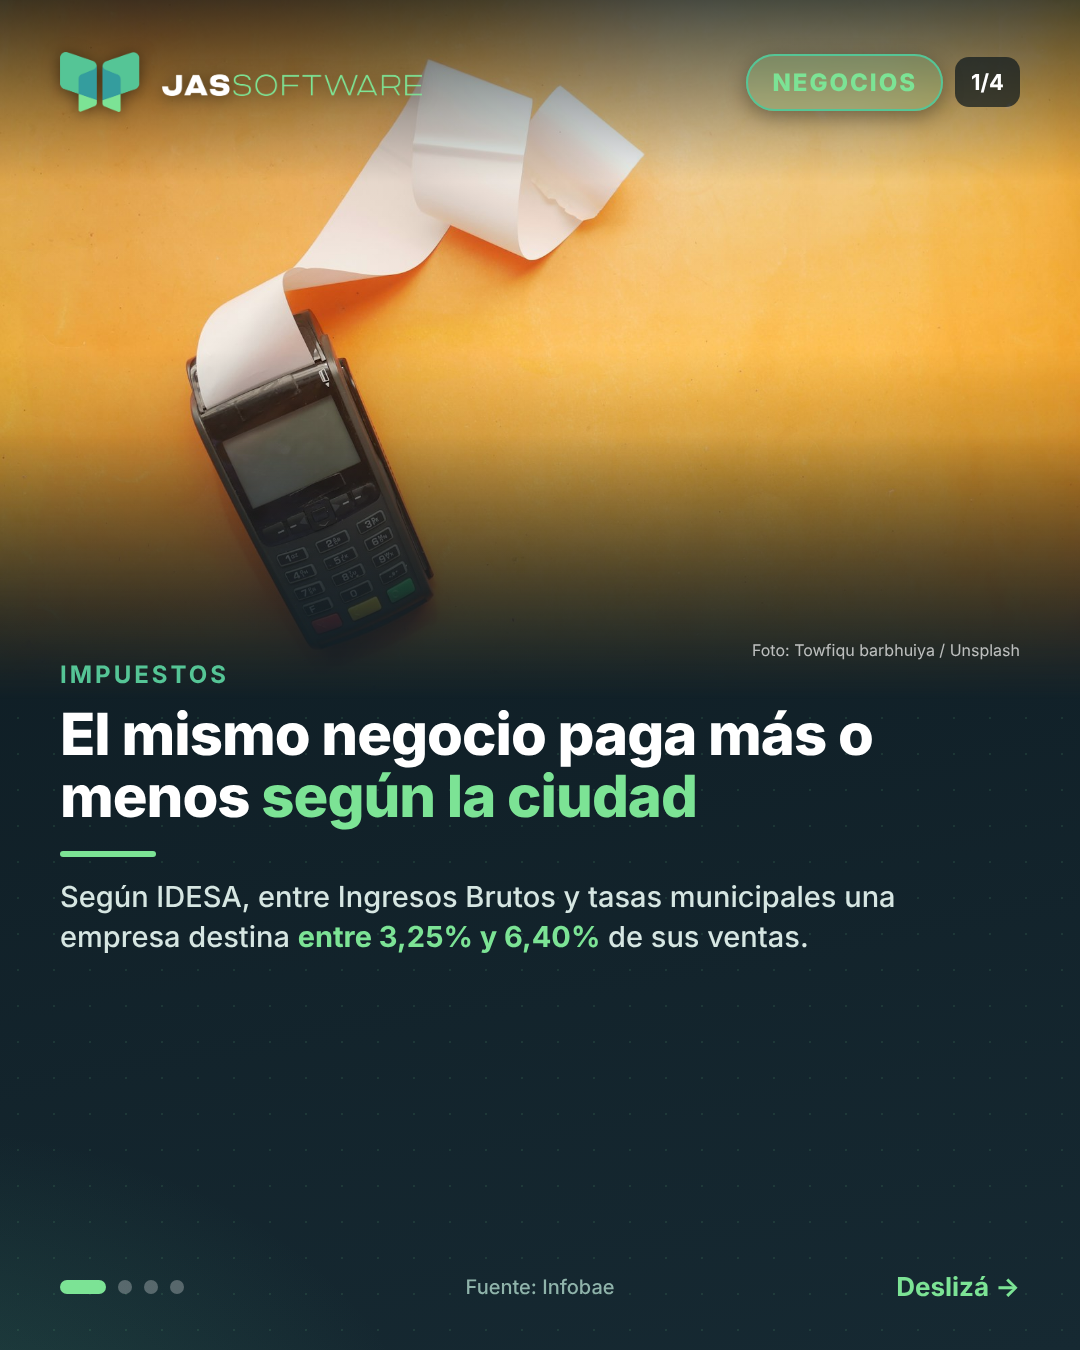 JASSOFTWARE
NEGOCIOS
1/4
Foto: Towfiqu barbhuiya / Unsplash
IMPUESTOS
El mismo negocio paga más o
menos según la ciudad
Según IDESA, entre Ingresos Brutos y tasas municipales una
empresa destina entre 3,25% y 6,40% de sus ventas.
Fuente: Infobae
Deslizá →